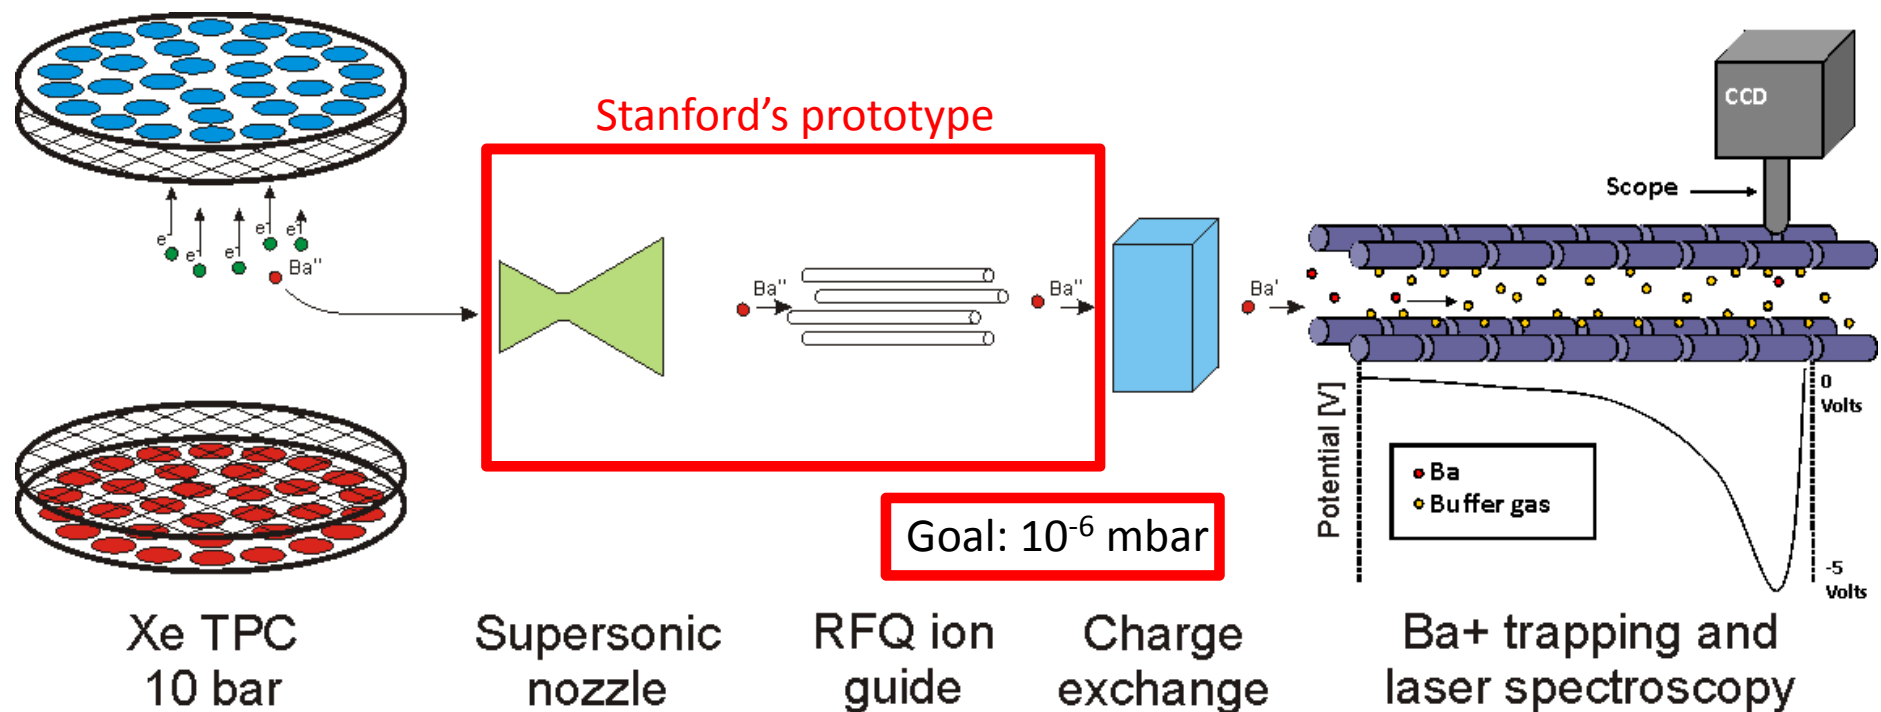 Stanford's prototype
CCD
Scope
e-
e-
e-
e-
e-
Ba''
Ba''
Ba''
Ba'
Potential [V]
0
Volts
Ba
Buffer gas
-5
Volts
Goal: 10-6 mbar
Xe TPC
10 bar
Supersonic
nozzle
RFQ ion
guide
Charge
exchange
Ba+ trapping and
laser spectroscopy